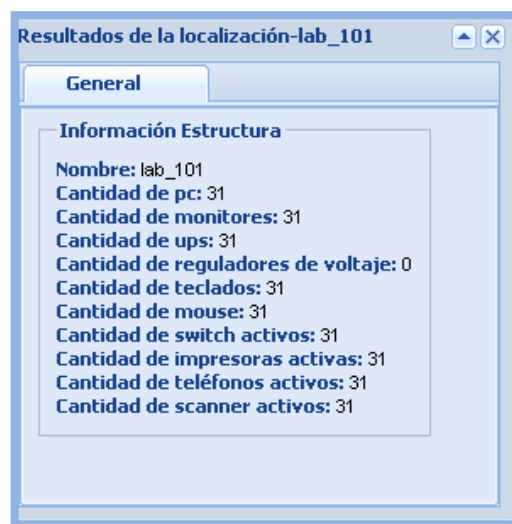 Resultados de la localización-lab_101
General
Información Estructura
Nombre: lab_101
Cantidad de pc: 31
Cantidad de monitores: 31
Cantidad de ups: 31
Cantidad de reguladores de voltaje: 0
Cantidad de teclados: 31
Cantidad de mouse: 31
Cantidad de switch activos: 31
Cantidad de impresoras activas: 31
Cantidad de teléfonos activos: 31
Cantidad de scanner activos: 31